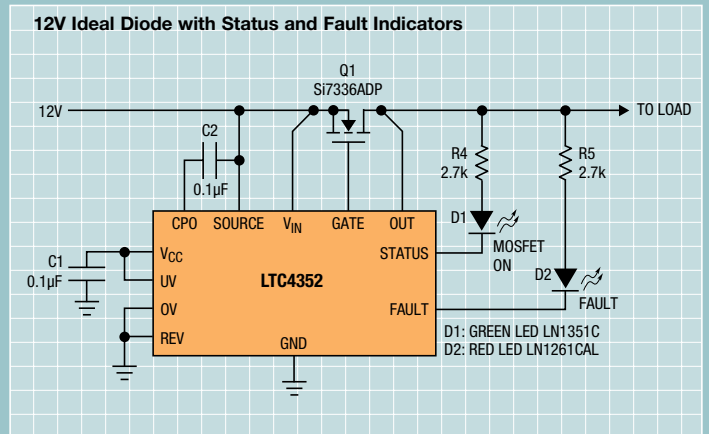 12V Ideal Diode with Status and Fault Indicators
Q1
Si7336ADP
12V
TO LOAD
C2
0.1µF
R4
2.7k
R5
2.7k
CPO SOURCE VIN GATE OUT
D1
MOSFET
ON
STATUS
VCC
C1
0.1µF
UV
LTC4352
D2
FAULT
OV
FAULT
REV
GND
D1: GREEN LED LN1351C
D2: RED LED LN1261CAL